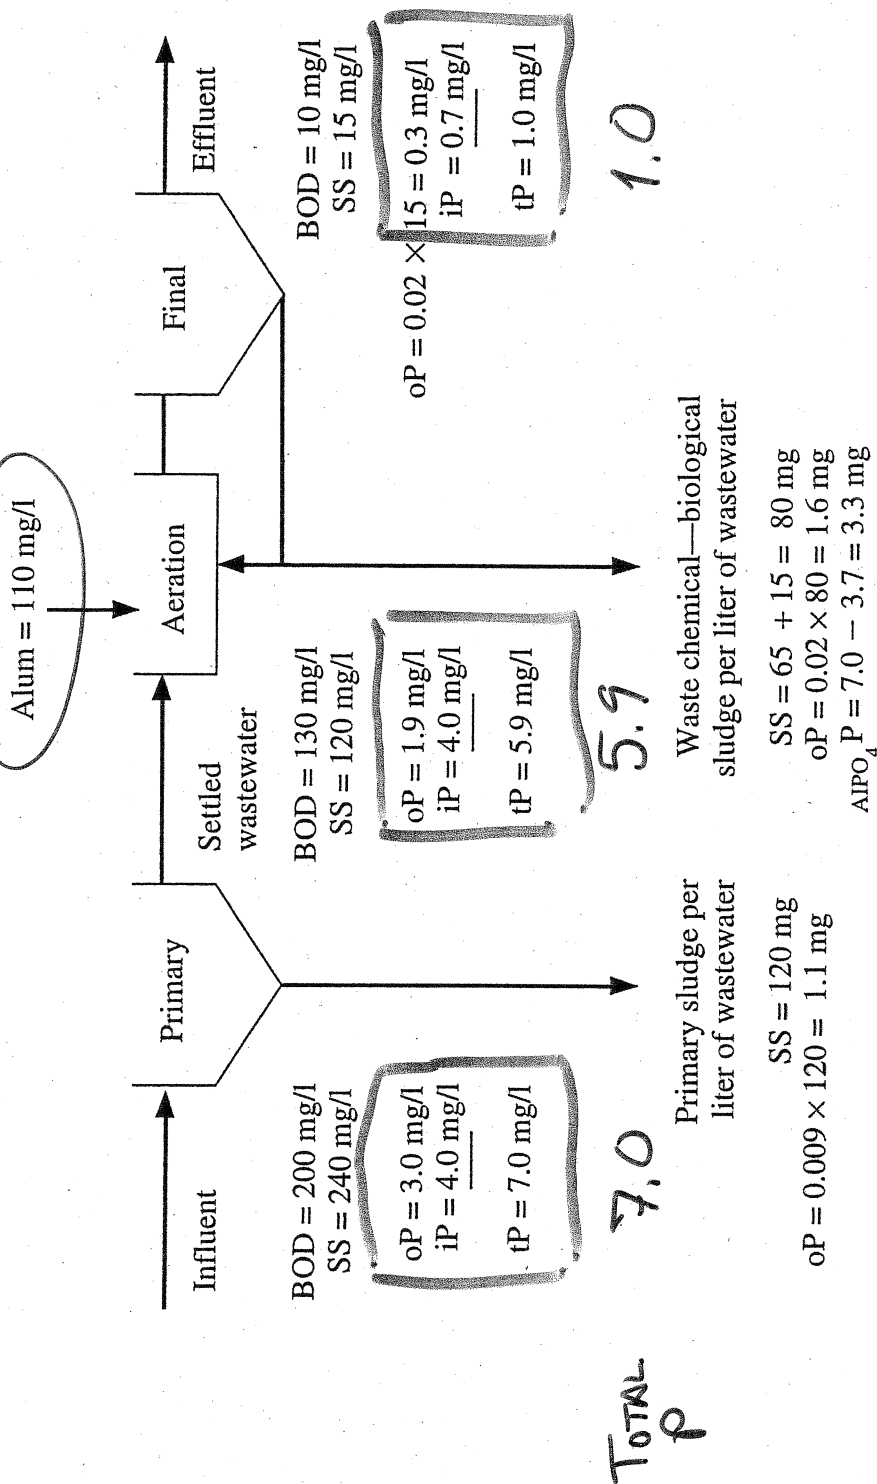 Alum = 110 mg/l
Influent
Primary
Settled
wastewater
Aeration
Final
Effluent
BOD = 200 mg/l
SS = 240 mg/l
oP = 3.0 mg/l
iP = 4.0 mg/l
tP = 7.0 mg/l
BOD = 130 mg/l
SS = 120 mg/l
oP = 1.9 mg/l
iP = 4.0 mg/l
tP = 5.9 mg/l
BOD = 10 mg/l
SS = 15 mg/l
oP = 0.02 × 15 = 0.3 mg/l
iP = 0.7 mg/l
tP = 1.0 mg/l
TOTAL
P
7.0
5.9
1.0
Primary sludge per
liter of wastewater
SS = 120 mg
oP = 0.009 × 120 = 1.1 mg
Waste chemical—biological
sludge per liter of wastewater
SS = 65 + 15 = 80 mg
oP = 0.02 × 80 = 1.6 mg
AlPO4 P = 7.0 − 3.7 = 3.3 mg